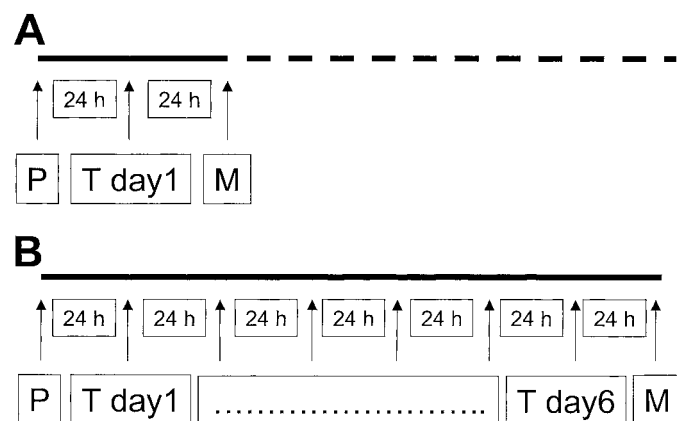 A
24 h 24 h
P T day1 M
B
24 h 24 h 24 h 24 h 24 h 24 h 24 h
P T day1 ............................ T day6 M